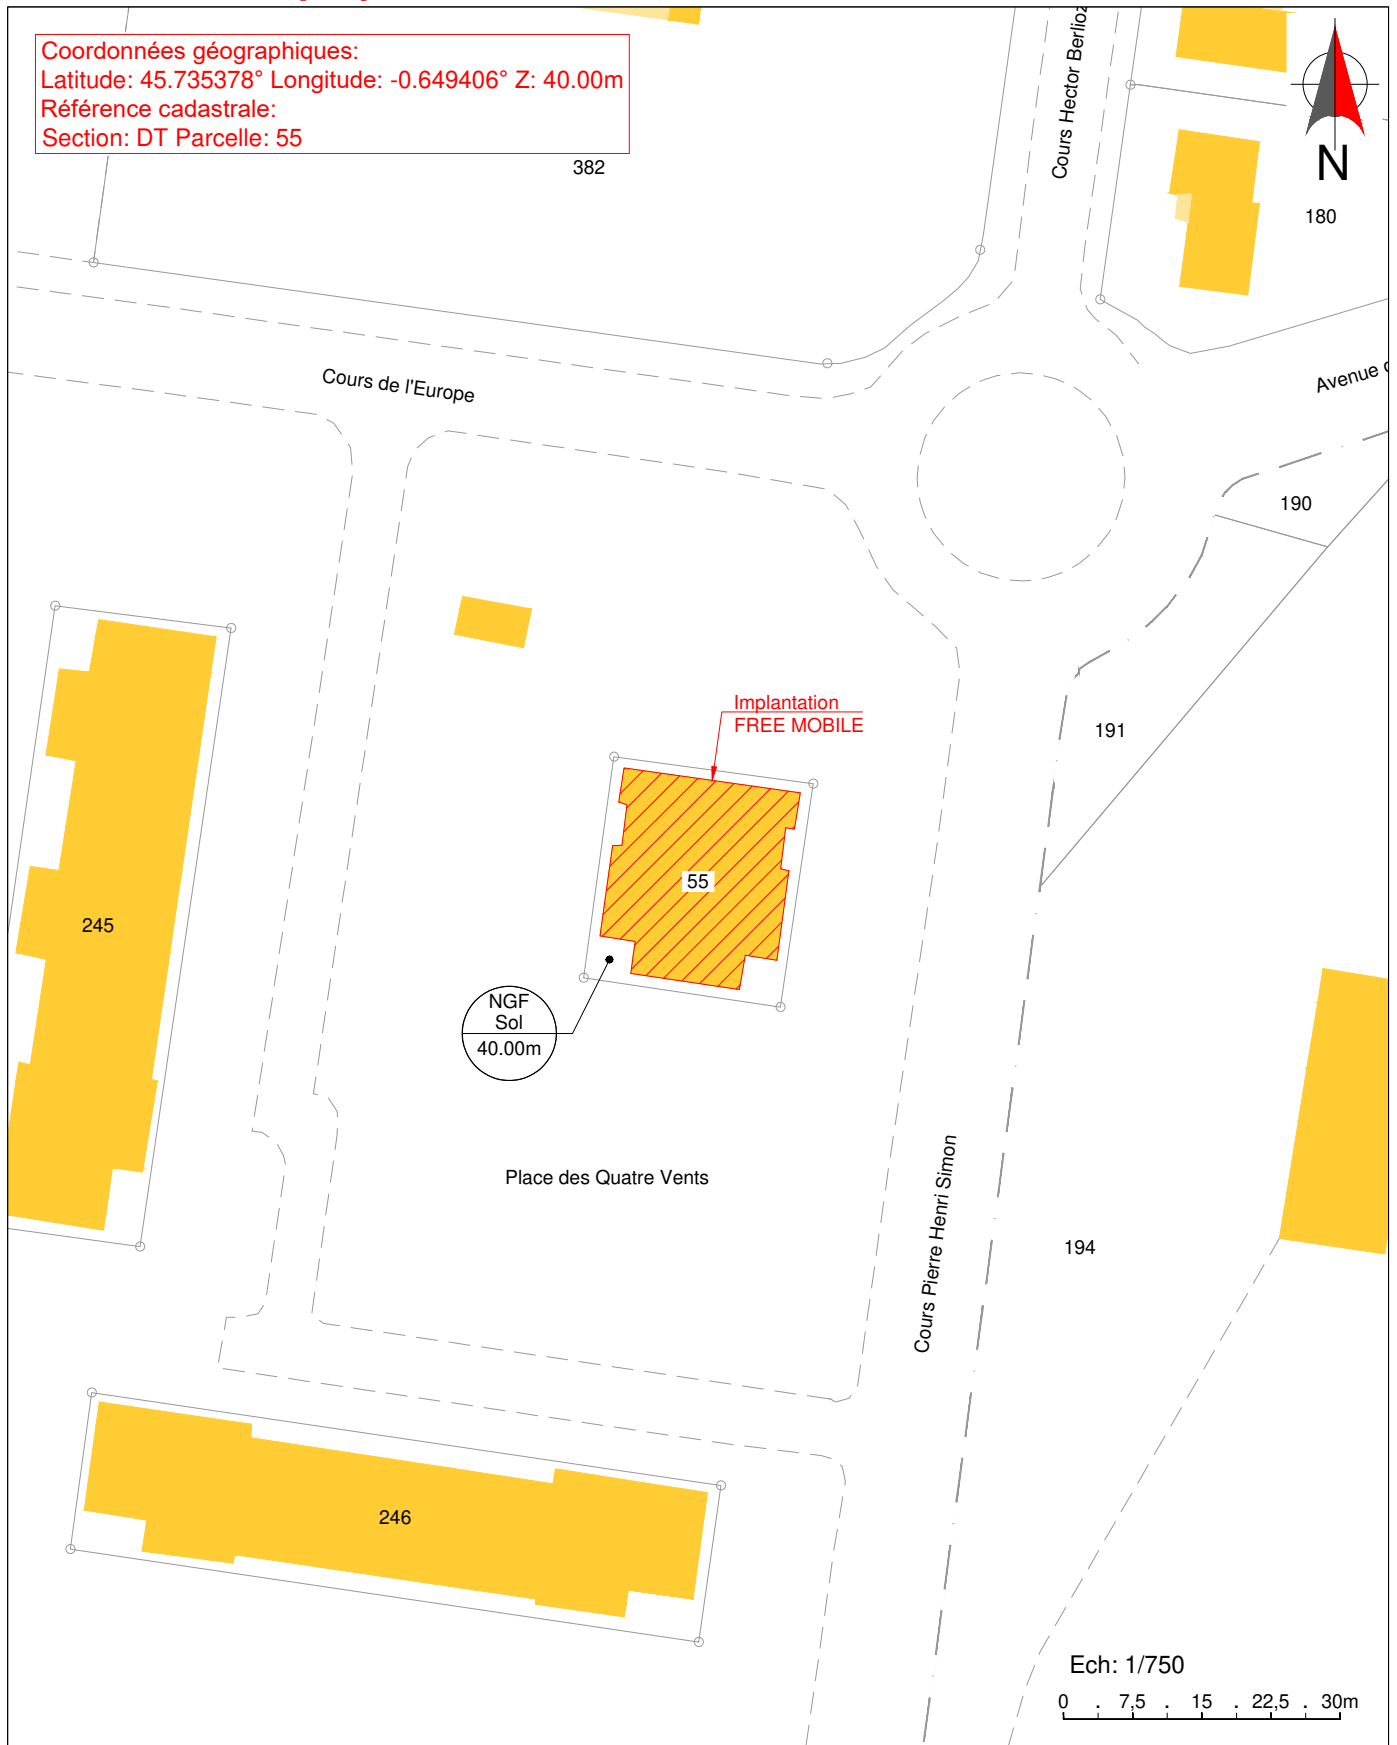 Coordonnées géographiques:
Latitude: 45.735378° Longitude: -0.649406° Z: 40.00m
Référence cadastrale:
Section: DT Parcelle: 55
382
Cours Hector Berlioz
N
180
Cours de l'Europe
Avenue
190
Implantation
FREE MOBILE
191
55
245
NGF
Sol
40.00m
Place des Quatre Vents
Cours Pierre Henri Simon
194
246
Ech: 1/750
0 . 7,5 . 15 . 22,5 . 30m